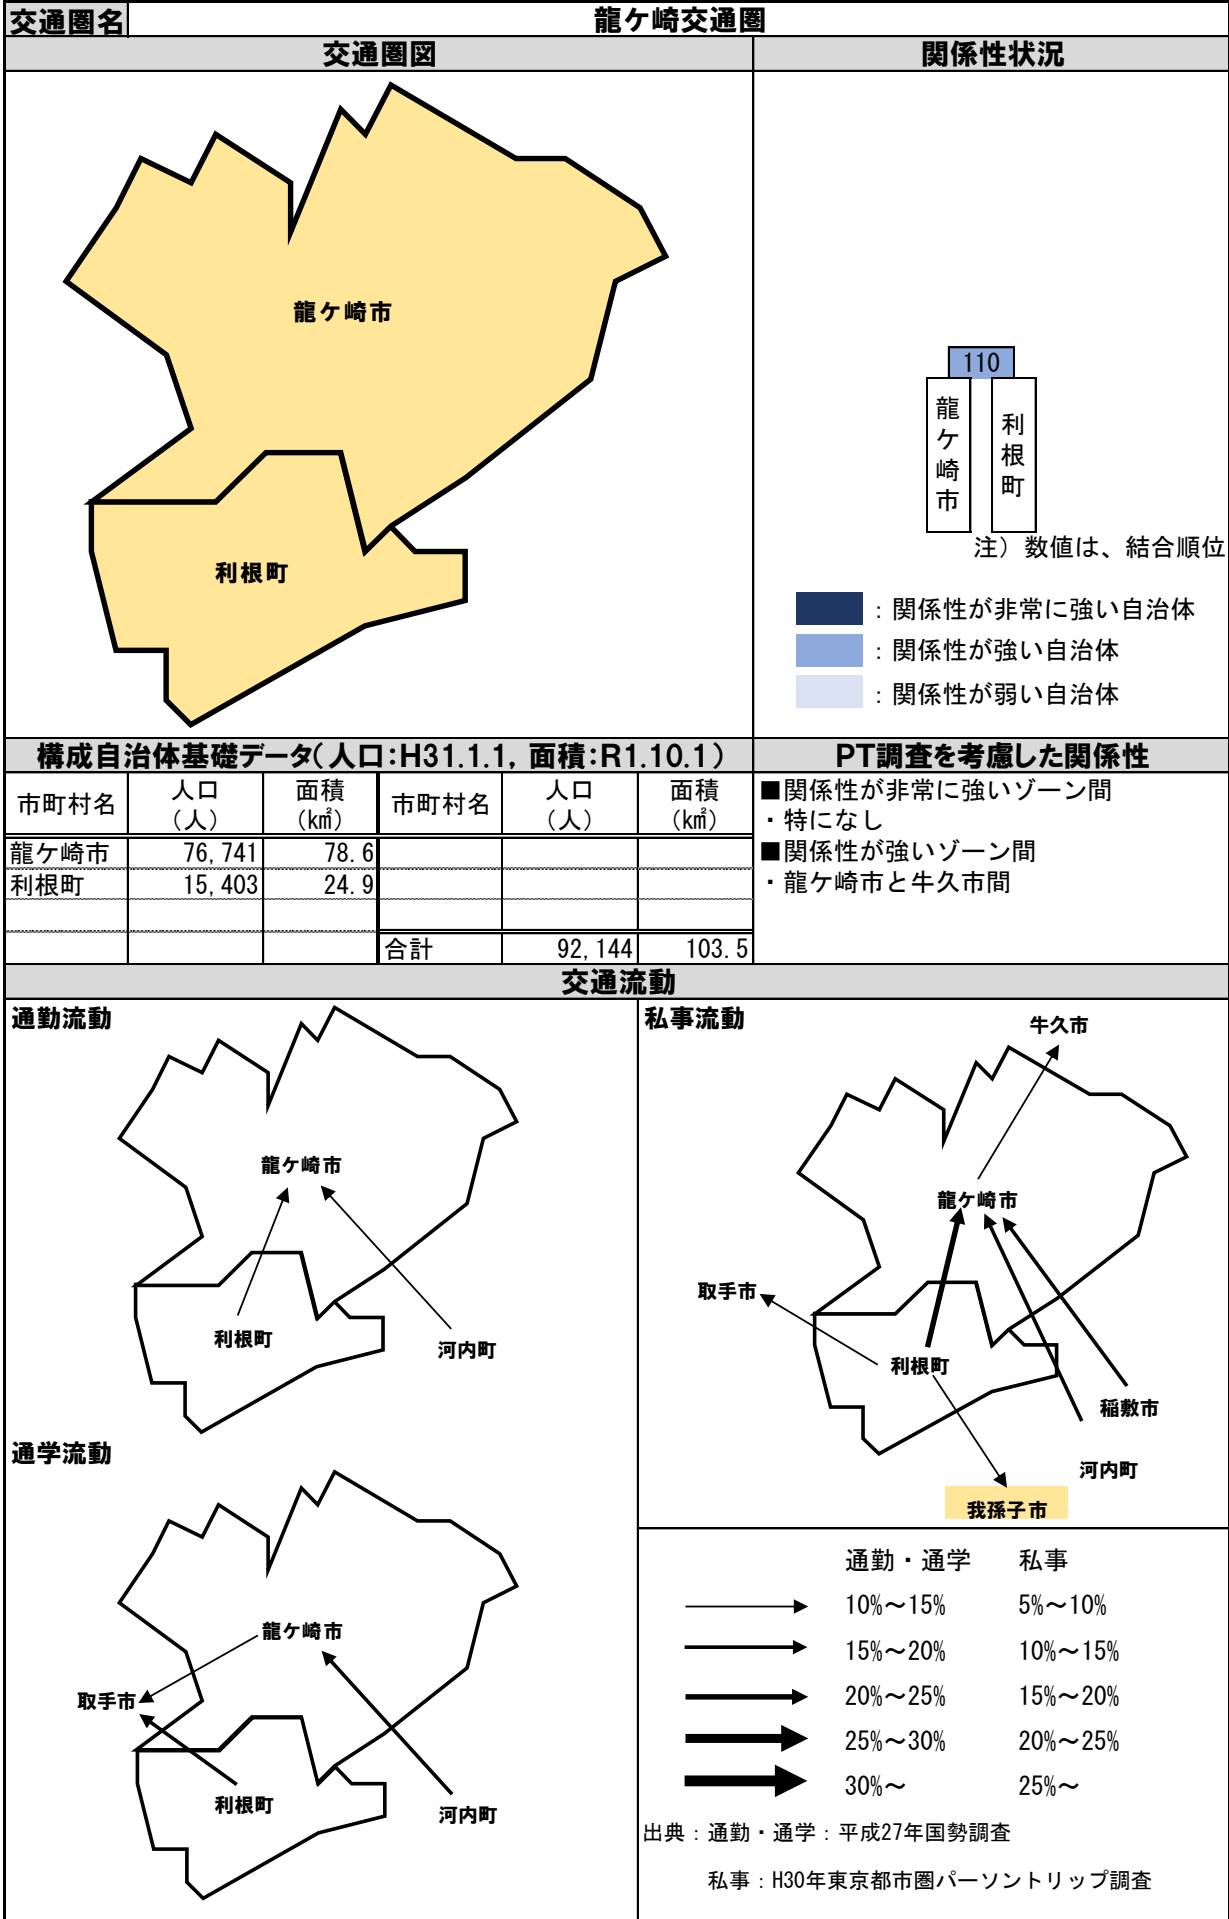 交通圏名
龍ケ崎交通圏
交通圏図
関係性状況
龍ケ崎市
利根町
110
龍ケ崎市
利根町
注）数値は、結合順位
：関係性が非常に強い自治体
：関係性が強い自治体
：関係性が弱い自治体
構成自治体基礎データ(人口:H31.1.1, 面積:R1.10.1)
市町村名 人口（人） 面積（㎢） 市町村名 人口（人） 面積（㎢）
龍ケ崎市 76,741 78.6
利根町 15,403 24.9
合計 92,144 103.5
PT調査を考慮した関係性
■関係性が非常に強いゾーン間
・特になし
■関係性が強いゾーン間
・龍ケ崎市と牛久市間
交通流動
通勤流動
龍ケ崎市
利根町
河内町
通学流動
龍ケ崎市
取手市
利根町
河内町
私事流動
牛久市
龍ケ崎市
取手市
利根町
稲敷市
河内町
我孫子市
通勤・通学 私事
10%～15% 5%～10%
15%～20% 10%～15%
20%～25% 15%～20%
25%～30% 20%～25%
30%～ 25%～
出典：通勤・通学：平成27年国勢調査
私事：H30年東京都市圏パーソントリップ調査